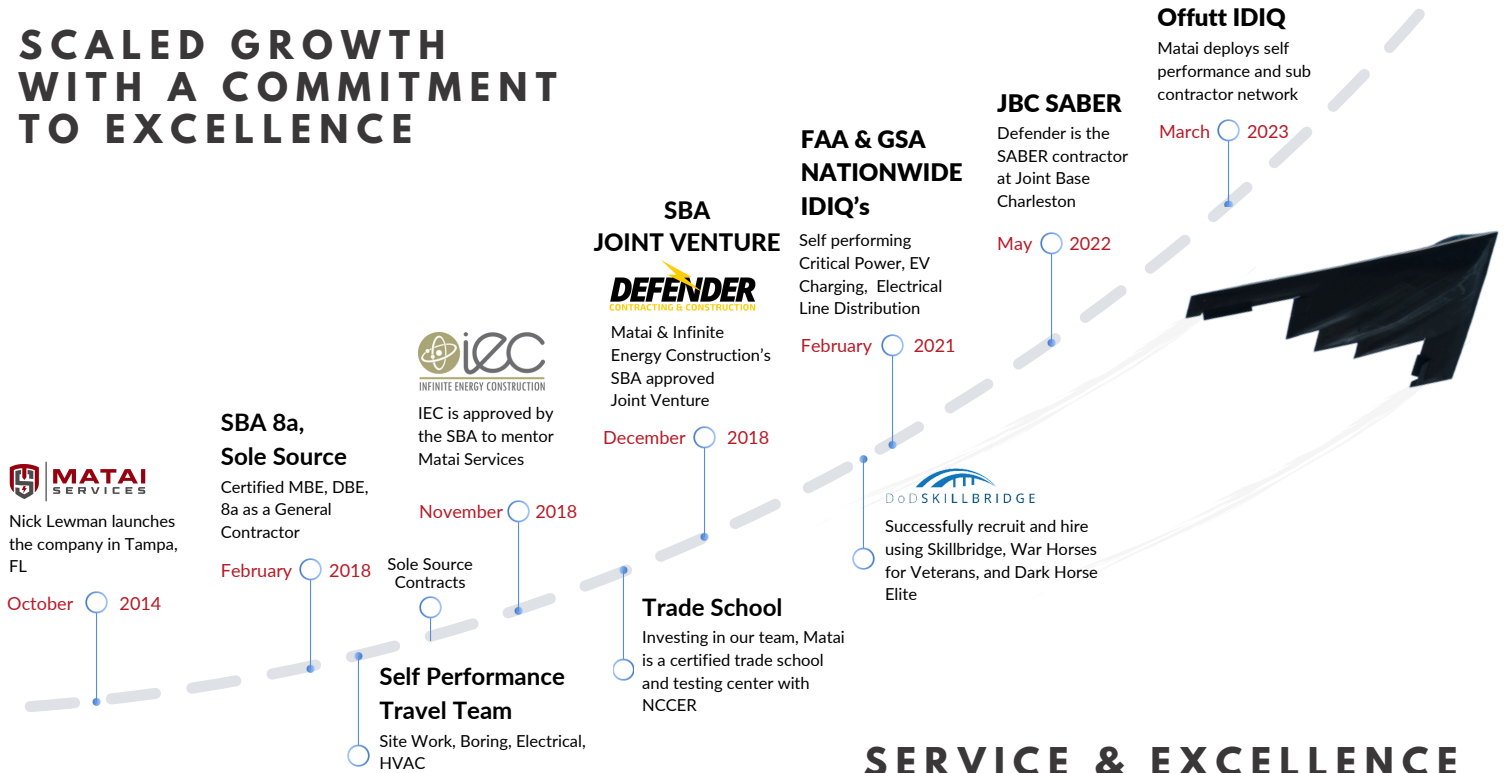 SCALED GROWTH
WITH A COMMITMENT
TO EXCELLENCE
MATAI
SERVICES
Nick Lewman launches
the company in Tampa,
FL
October 2014
SBA 8a,
Sole Source
Certified MBE, DBE,
8a as a General
Contractor
February 2018
Self Performance
Travel Team
Site Work, Boring, Electrical,
HVAC
Sole Source
Contracts
iec
INFINITE ENERGY CONSTRUCTION
IEC is approved by
the SBA to mentor
Matai Services
November 2018
Trade School
Investing in our team, Matai
is a certified trade school
and testing center with
NCCER
SBA
JOINT VENTURE
DEFENDER
CONTRACTING & CONSTRUCTION
Matai & Infinite
Energy Construction’s
SBA approved
Joint Venture
December 2018
DoDSKILLBRIDGE
Successfully recruit and hire
using Skillbridge, War Horses
for Veterans, and Dark Horse
Elite
FAA & GSA
NATIONWIDE
IDIQ’s
Self performing
Critical Power, EV
Charging, Electrical
Line Distribution
February 2021
JBC SABER
Defender is the
SABER contractor
at Joint Base
Charleston
May 2022
Offutt IDIQ
Matai deploys self
performance and sub
contractor network
March 2023
SERVICE & EXCELLENCE